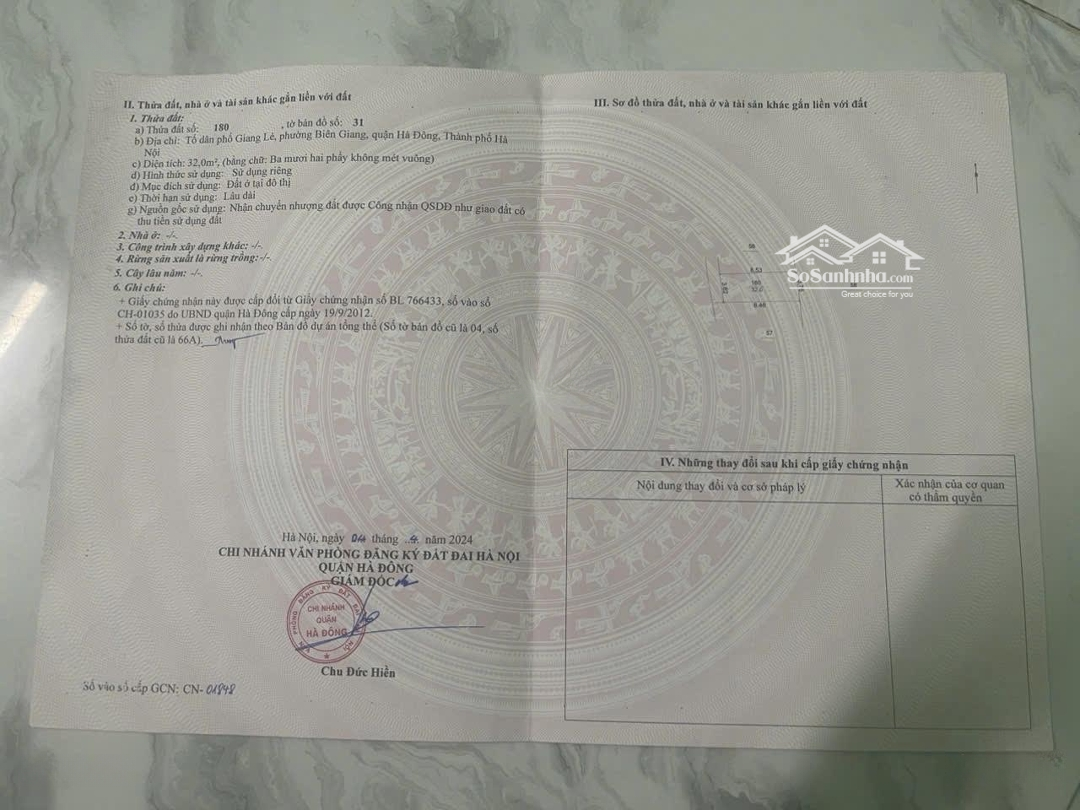 II. Thửa đất, nhà ở và tài sản khác gắn liền với đất
1. Thửa đất:
a) Thửa đất số: 180 , tờ bản đồ số: 31
b) Địa chỉ: Tổ dân phố Giang Lẻ, phường Biên Giang, quận Hà Đông, Thành phố Hà
Nội
c) Diện tích: 32,0m², (bằng chữ: Ba mươi hai phẩy không mét vuông)
d) Hình thức sử dụng: Sử dụng riêng
đ) Mục đích sử dụng: Đất ở tại đô thị
e) Thời hạn sử dụng: Lâu dài
g) Nguồn gốc sử dụng: Nhận chuyển nhượng đất được Công nhận QSDĐ như giao đất có
thu tiền sử dụng đất
2. Nhà ở: -/-.
3. Công trình xây dựng khác: -/-.
4. Rừng sản xuất là rừng trồng: -/-.
5. Cây lâu năm: -/-.
6. Ghi chú:
+ Giấy chứng nhận này được cấp đổi từ Giấy chứng nhận số BL 766433, số vào sổ
CH-01035 do UBND quận Hà Đông cấp ngày 19/9/2012.
+ Số tờ, số thửa được ghi nhận theo Bản đồ dự án tổng thể (Số tờ bản đồ cũ là 04, số
thửa đất cũ là 66A).
Hà Nội, ngày 04 tháng 4 năm 2024
CHI NHÁNH VĂN PHÒNG ĐĂNG KÝ ĐẤT ĐAI HÀ NỘI
QUẬN HÀ ĐÔNG
GIÁM ĐỐC
CHI NHÁNH
QUẬN
HÀ ĐÔNG
Chu Đức Hiền
Số vào sổ cấp GCN: CN-01848
III. Sơ đồ thửa đất, nhà ở và tài sản khác gắn liền với đất
58
8.53
180
57
SoSanhnha.com
Great choice for you
IV. Những thay đổi sau khi cấp giấy chứng nhận
Nội dung thay đổi và cơ sở pháp lý
Xác nhận của cơ quan
có thẩm quyền